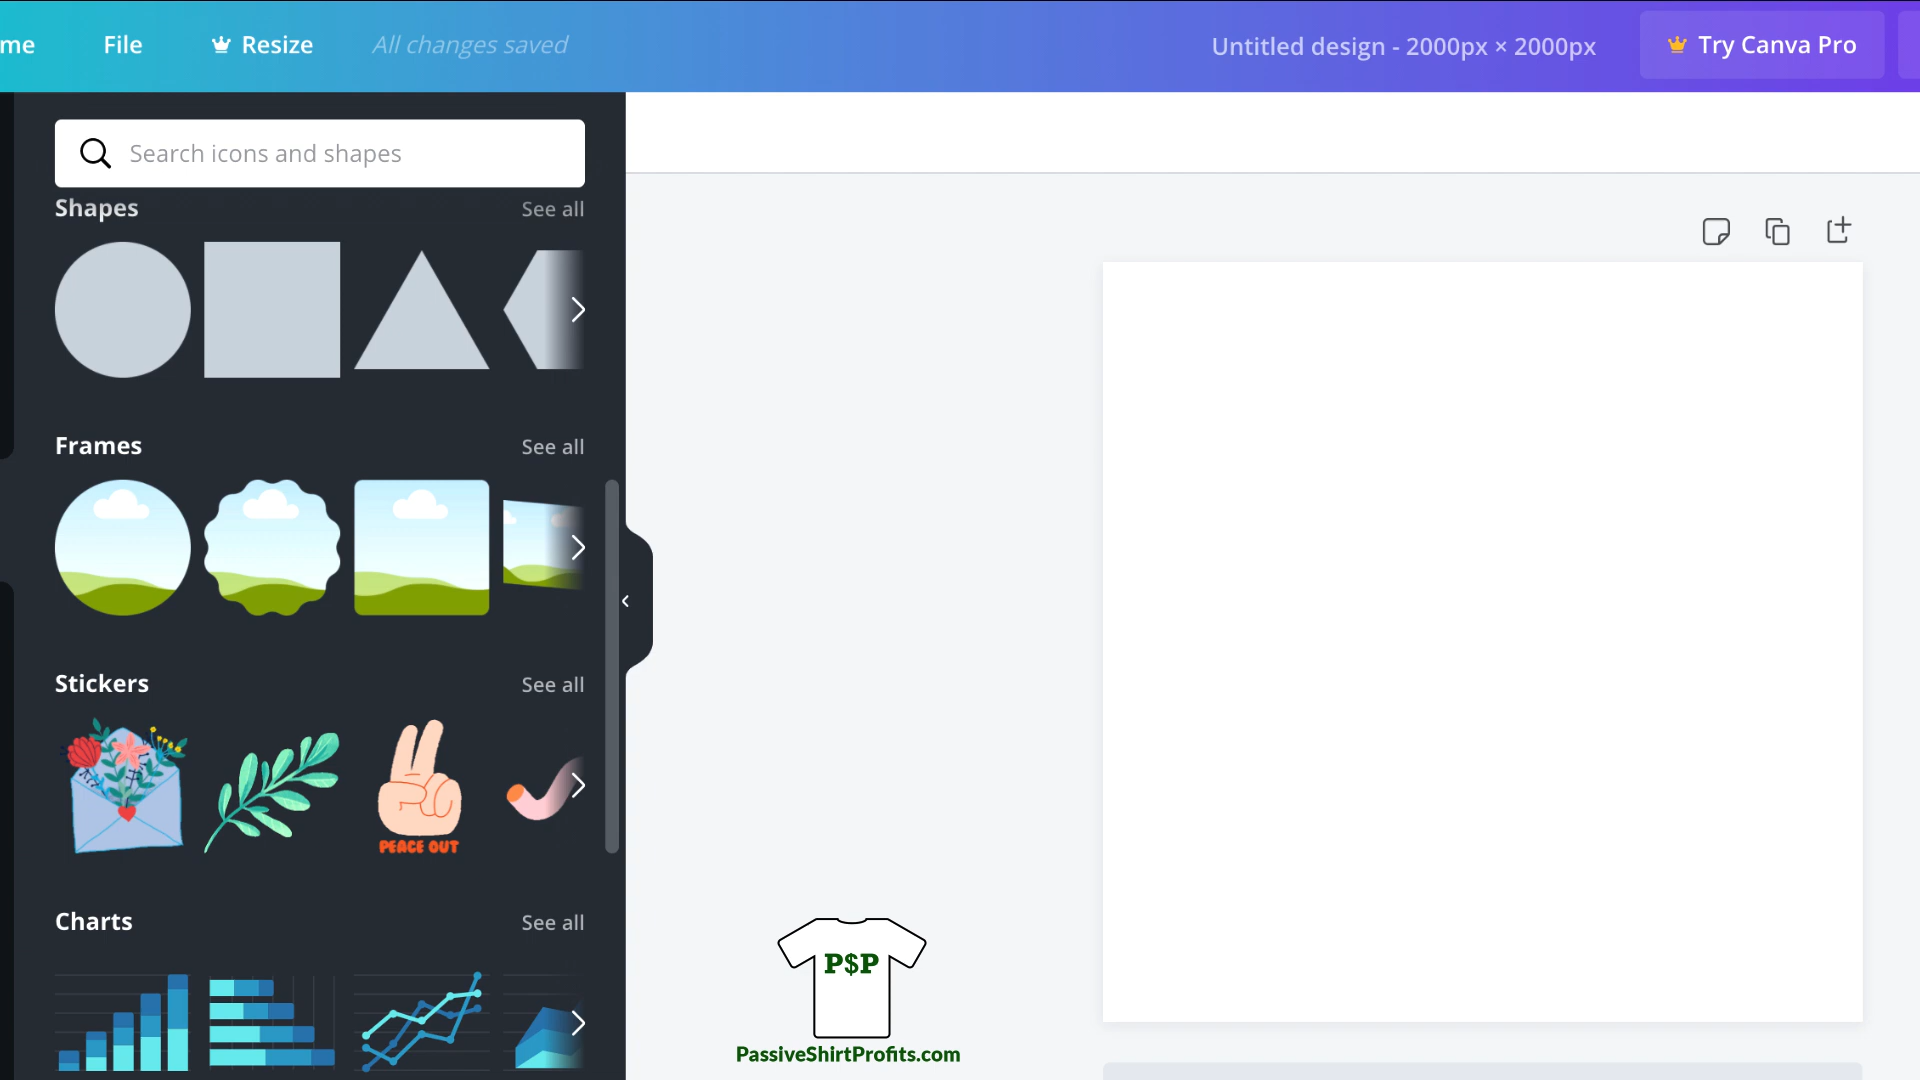 me File Resize All changes saved Untitled design - 2000px × 2000px Try Canva Pro
Search icons and shapes
Shapes See all
Frames See all
Stickers See all
PEACE OUT
Charts See all
P$P
PassiveShirtProfits.com